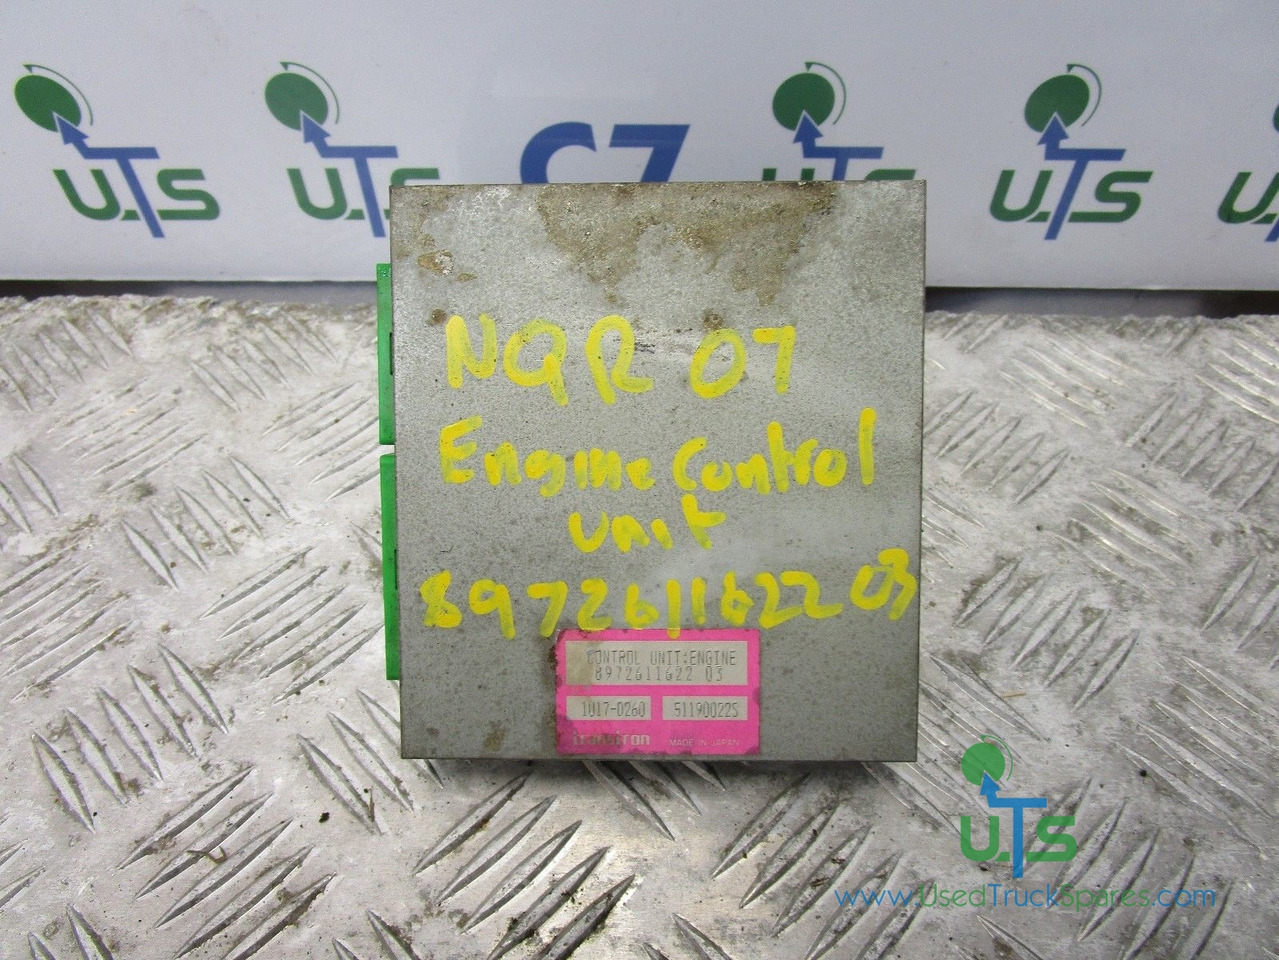 U.T.S U.T.S CZ U.T.S U.T.S
NQR 07
Engine Control
Unit
8972611622 03
CONTROL UNIT:ENGINE
8972611622 03
1017-0260 51190022S
transtron MADE IN JAPAN
U.T.S
www.UsedTruckSpares.com